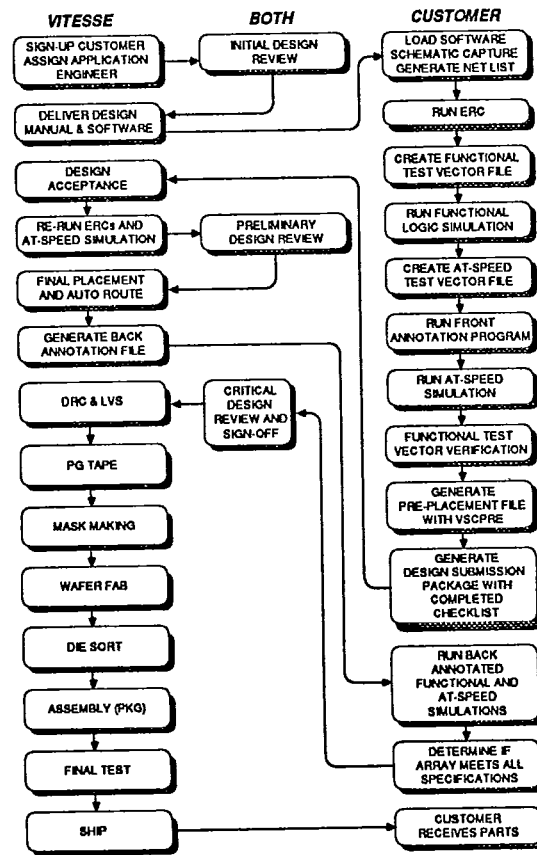 VITESSE
BOTH
CUSTOMER
SIGN-UP CUSTOMER
ASSIGN APPLICATION
ENGINEER
INITIAL DESIGN
REVIEW
LOAD SOFTWARE
SCHEMATIC CAPTURE
GENERATE NET LIST
DELIVER DESIGN
MANUAL & SOFTWARE
RUN ERC
CREATE FUNCTIONAL
TEST VECTOR FILE
DESIGN
ACCEPTANCE
RUN FUNCTIONAL
LOGIC SIMULATION
RE-RUN ERCs AND
AT-SPEED SIMULATION
PRELIMINARY
DESIGN REVIEW
CREATE AT-SPEED
TEST VECTOR FILE
FINAL PLACEMENT
AND AUTO ROUTE
RUN FRONT
ANNOTATION PROGRAM
GENERATE BACK
ANNOTATION FILE
RUN AT-SPEED
SIMULATION
DRC & LVS
CRITICAL
DESIGN
REVIEW AND
SIGN-OFF
FUNCTIONAL TEST
VECTOR VERIFICATION
PG TAPE
GENERATE
PRE-PLACEMENT FILE
WITH VSCPRE
MASK MAKING
GENERATE
DESIGN SUBMISSION
PACKAGE WITH
COMPLETED
CHECKLIST
WAFER FAB
DIE SORT
RUN BACK
ANNOTATED
FUNCTIONAL AND
AT-SPEED
SIMULATIONS
ASSEMBLY (PKG)
FINAL TEST
DETERMINE IF
ARRAY MEETS ALL
SPECIFICATIONS
SHIP
CUSTOMER
RECEIVES PARTS